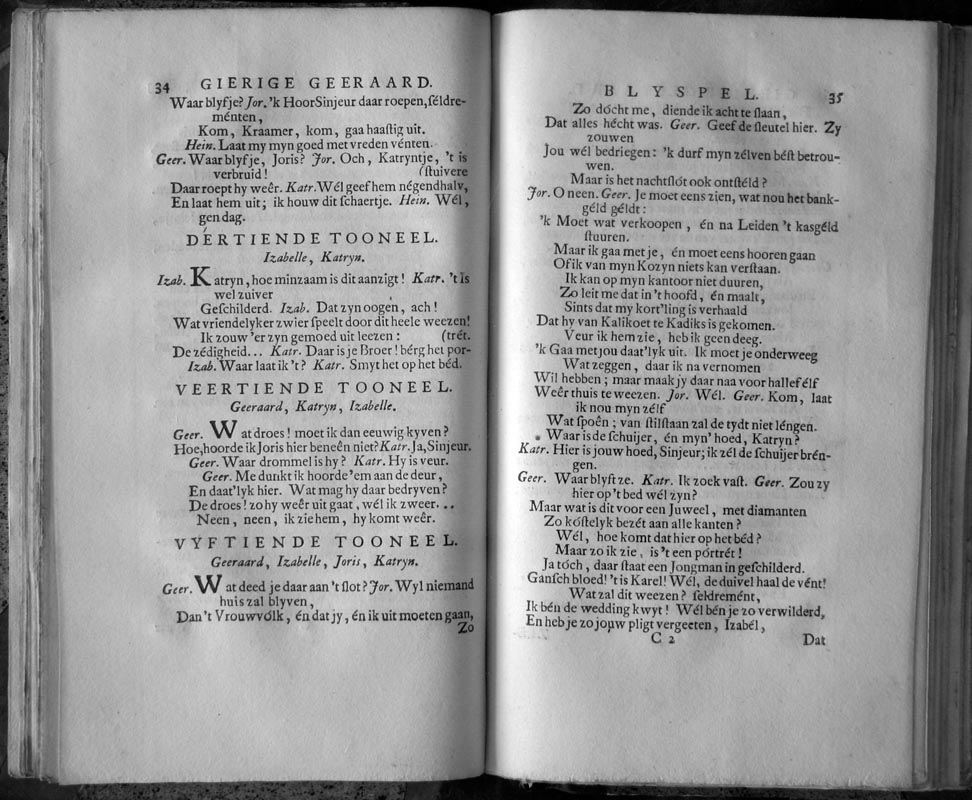 34 GIERIGE GEERAARD.
Waar blyfje? Jor. 'k Hoor Sinjeur daar roepen, ſéldre-
ménten,
Kom, Kraamer, kom, gaa haaſtig uit.
Hein. Laat my myn goed met vreden vénten.
Geer. Waar blyfje, Joris? Jor. Och, Katryntje, 't is
verbruid! (ſtuivere
Daar roept hy weêr. Katr. Wél geef hem négendhalv,
En laat hem uit; ik houw dit ſchaertje. Hein. Wél,
gen dag.
DÉRTIENDE TOONEEL.
Izabelle, Katryn.
Izab. Katryn, hoe minzaam is dit aanzigt! Katr. 't Is
wel zuiver
Geſchilderd. Izab. Dat zyn oogen, ach!
Wat vriendelyker zwier ſpeelt door dit heele weezen!
Ik zouw 'er zyn gemoed uit leezen: (trét.
De zédigheid... Katr. Daar is je Broer! bérg het por-
Izab. Waar laat ik 't? Katr. Smyt het op het béd.
VEERTIENDE TOONEEL.
Geeraard, Katryn, Izabelle.
Geer. Wat droes! moet ik dan eeuwig kyven?
Hoe, hoorde ik Joris hier beneên niet? Katr. Ja, Sinjeur.
Geer. Waar drommel is hy? Katr. Hy is veur.
Geer. Me dunkt ik hoorde 'em aan de deur,
En daat'lyk hier. Wat mag hy daar bedryven?
De droes! zo hy weêr uit gaat, wél ik zweer...
Neen, neen, ik zie hem, hy komt weêr.
VYFTIENDE TOONEEL.
Geeraard, Izabelle, Joris, Katryn.
Geer. Wat deed je daar aan 't ſlot? Jor. Wyl niemand
huis zal blyven,
Dan 't Vrouwvólk, én dat jy, én ik uit moeten gaan,
Zo
BLYSPEL. 35
Zo dócht me, diende ik acht te ſlaan,
Dat alles hécht was. Geer. Geef de ſleutel hier. Zy
zouwen
Jou wél bedriegen: 'k durf myn zélven béſt betrou-
wen.
Maar is het nachtſlót ook ontſtéld?
Jor. O neen. Geer. Je moet eens zien, wat nou het bank-
géld géldt:
'k Moet wat verkoopen, én na Leiden 't kasgéld
ſtuuren.
Maar ik gaa met je, én moet eens hooren gaan
Of ik van myn Kozyn niets kan verſtaan.
Ik kan op myn kantoor niet duuren,
Zo leit me dat in 't hoofd, én maalt,
Sints dat my kort'ling is verhaald
Dat hy van Kalikoet e Kadiks is gekomen.
Veur ik hem zie, heb ik geen deeg.
'k Gaa met jou daat'lyk uit. Ik moet je onderweeg
Wat zeggen, daar ik na vernomen
Wil hebben; maar maak jy daar naa voor hallef élf
Weêr thuis te weezen. Jor. Wél. Geer. Kom, laat
ik nou myn zélf
Wat ſpoên; van ſtilſtaan zal de tydt niet léngen.
Waar is de ſchuijer, én myn' hoed, Katryn?
Katr. Hier is jouw hoed, Sinjeur; ik zél de ſchuijer brén-
gen.
Geer. Waar blyft ze. Katr. Ik zoek vaſt. Geer. Zou zy
hier op 't bed wél zyn?
Maar wat is dit voor een Juweel, met diamanten
Zo kóſtelyk bezét aan alle kanten?
Wél, hoe komt dat hier op het béd?
Maar zo ik zie, is 't een pórtrét!
Ja tóch, daar ſtaat een Jongman in geſchilderd.
Ganſch bloed! 't is Karel! Wél, de duivel haal de vént!
Wat zal dit weezen? ſeldremént,
Ik bén de wedding kwyt! Wél bén je zo verwilderd,
En heb je zo jouw pligt vergeeten, Izabél,
C 2 Dat